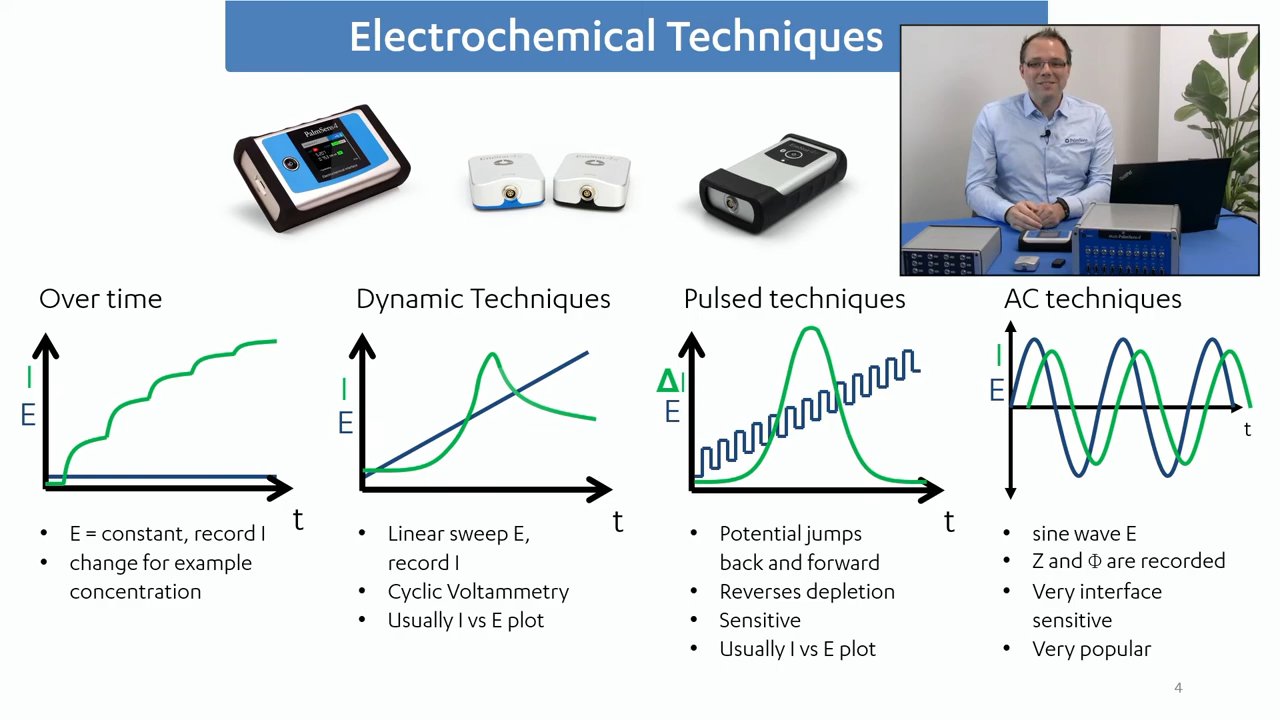 Electrochemical Techniques
PalmSens4
Over time
I
E
t
E = constant, record I
change for example
concentration
Dynamic Techniques
I
E
t
Linear sweep E,
record I
Cyclic Voltammetry
Usually I vs E plot
Pulsed techniques
ΔI
E
t
Potential jumps
back and forward
Reverses depletion
Sensitive
Usually I vs E plot
AC techniques
I
E
t
sine wave E
Z and Φ are recorded
Very interface
sensitive
Very popular
4